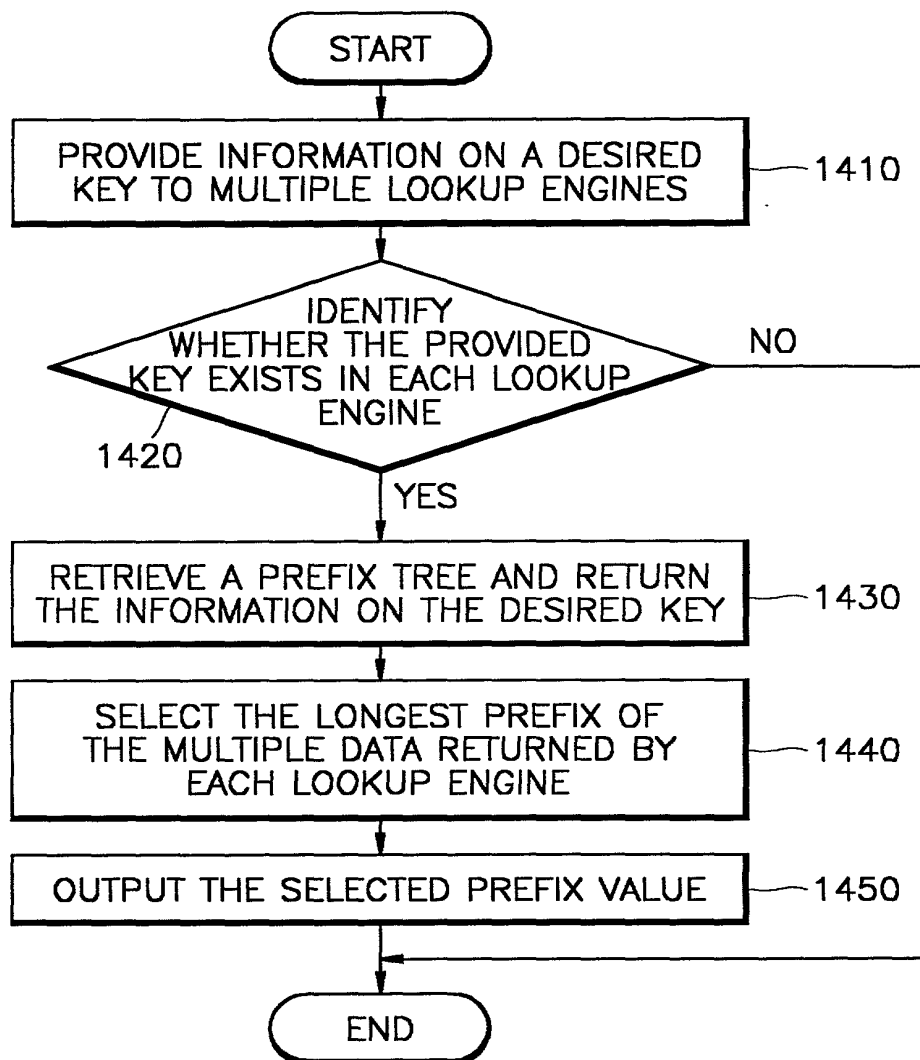 START
PROVIDE INFORMATION ON A DESIRED
KEY TO MULTIPLE LOOKUP ENGINES
1410
IDENTIFY
WHETHER THE PROVIDED
KEY EXISTS IN EACH LOOKUP
ENGINE
NO
1420
YES
RETRIEVE A PREFIX TREE AND RETURN
THE INFORMATION ON THE DESIRED KEY
1430
SELECT THE LONGEST PREFIX OF
THE MULTIPLE DATA RETURNED BY
EACH LOOKUP ENGINE
1440
OUTPUT THE SELECTED PREFIX VALUE
1450
END